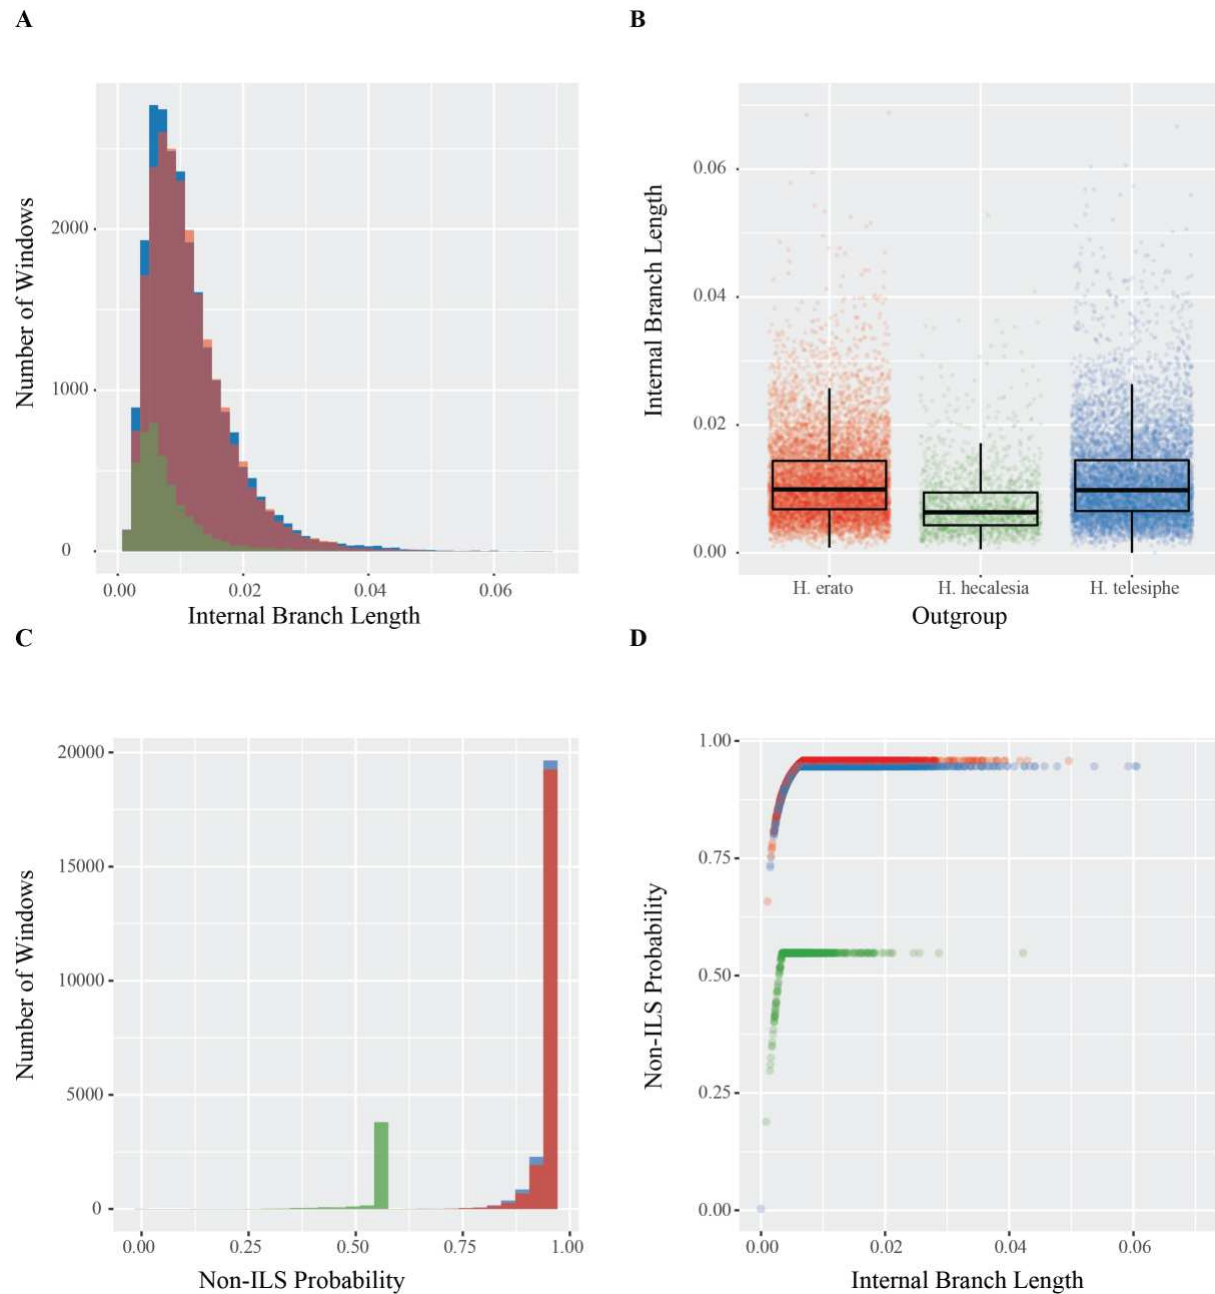 A
Number of Windows
2000
1000
0
0.00 0.02 0.04 0.06
Internal Branch Length
B
Internal Branch Length
0.06
0.04
0.02
0.00
H. erato H. hecalesia H. telesiphe
Outgroup
C
Number of Windows
20000
15000
10000
5000
0
0.00 0.25 0.50 0.75 1.00
Non-ILS Probability
D
Non-ILS Probability
1.00
0.75
0.50
0.25
0.00
0.00 0.02 0.04 0.06
Internal Branch Length